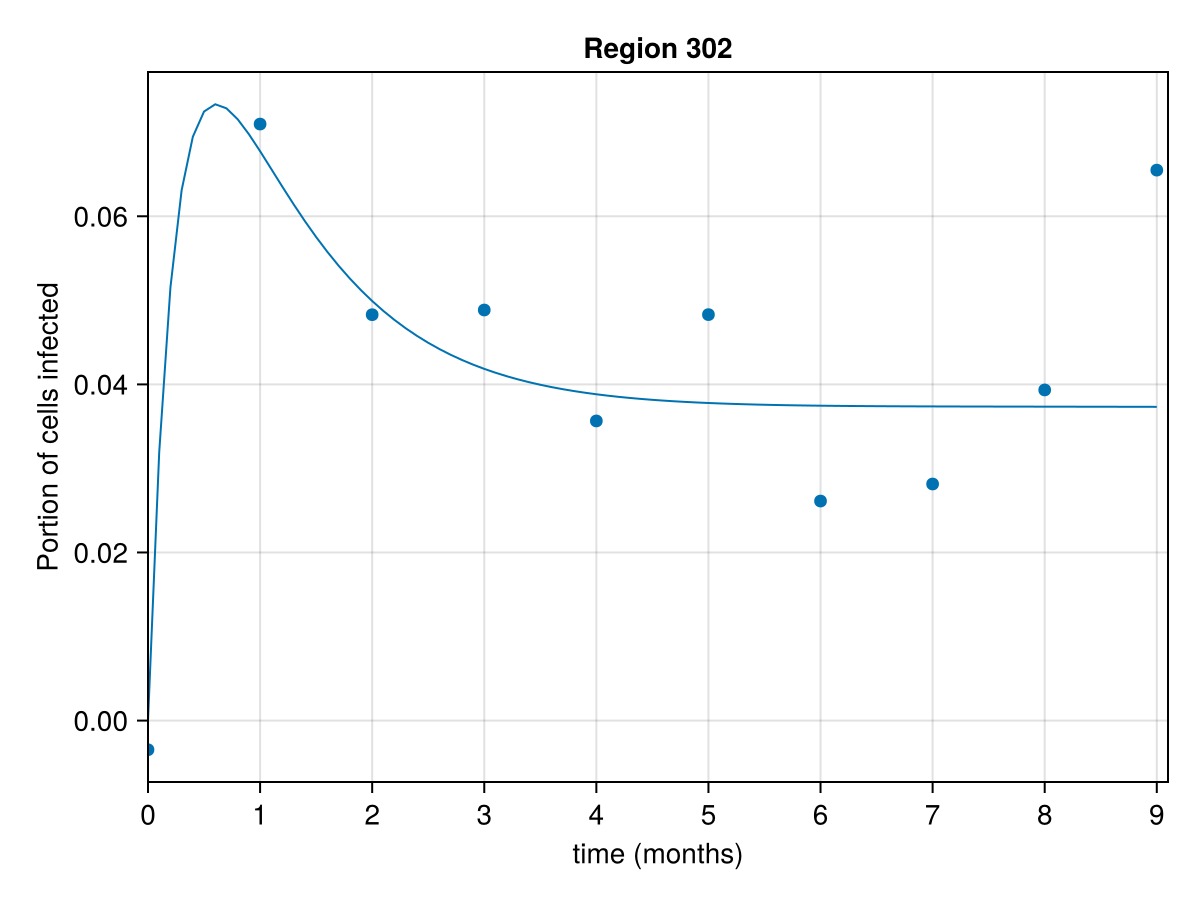 Region 302
Portion of cells infected
0.06
0.04
0.02
0.00
0 1 2 3 4 5 6 7 8 9
time (months)